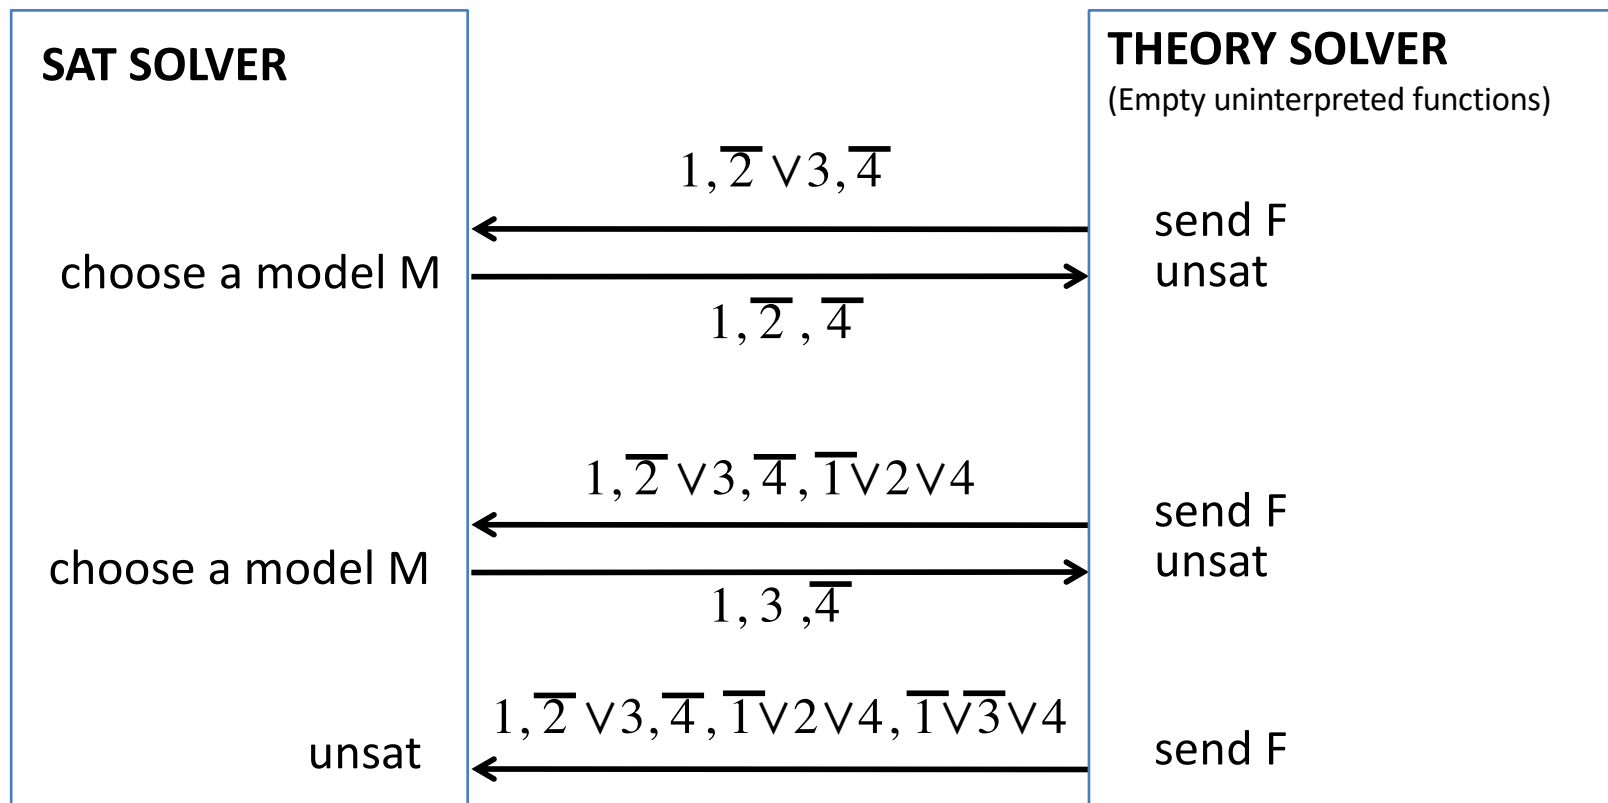 SAT SOLVER
THEORY SOLVER
(Empty uninterpreted functions)
1, 2̅ ∨3, 4̅
send F
choose a model M
unsat
1, 2̅ , 4̅
1, 2̅ ∨3, 4̅, 1̅∨2∨4
send F
choose a model M
unsat
1, 3 ,4̅
1, 2̅ ∨3, 4̅, 1̅∨2∨4, 1̅∨3̅∨4
unsat
send F